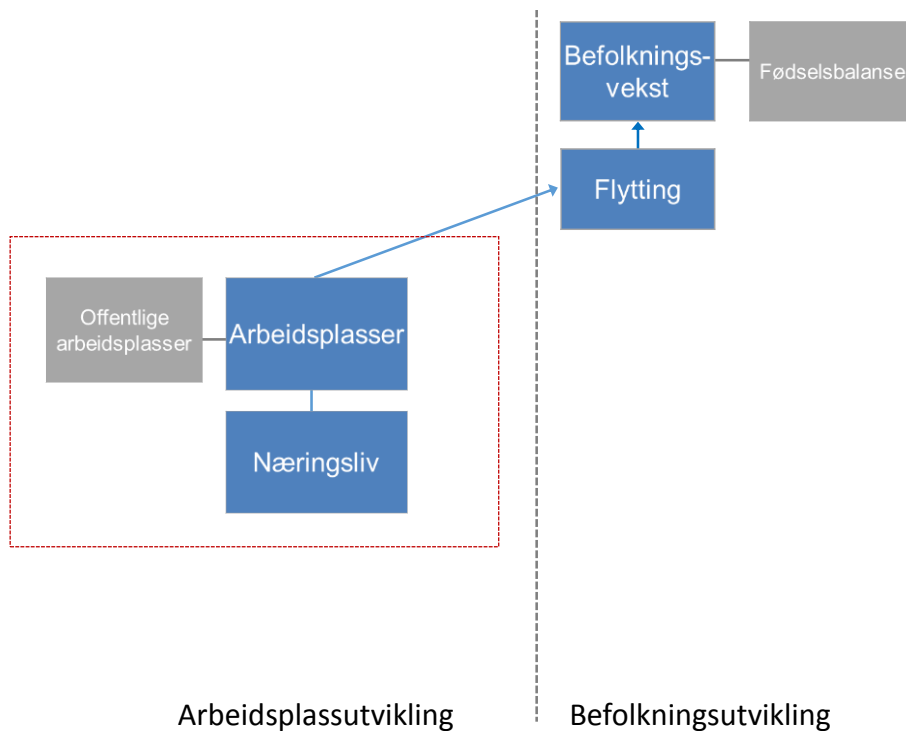 Befolknings-
vekst
Fødselsbalanse
Flytting
Offentlige
arbeidsplasser
Arbeidsplasser
Næringsliv
Arbeidsplassutvikling
Befolkningsutvikling